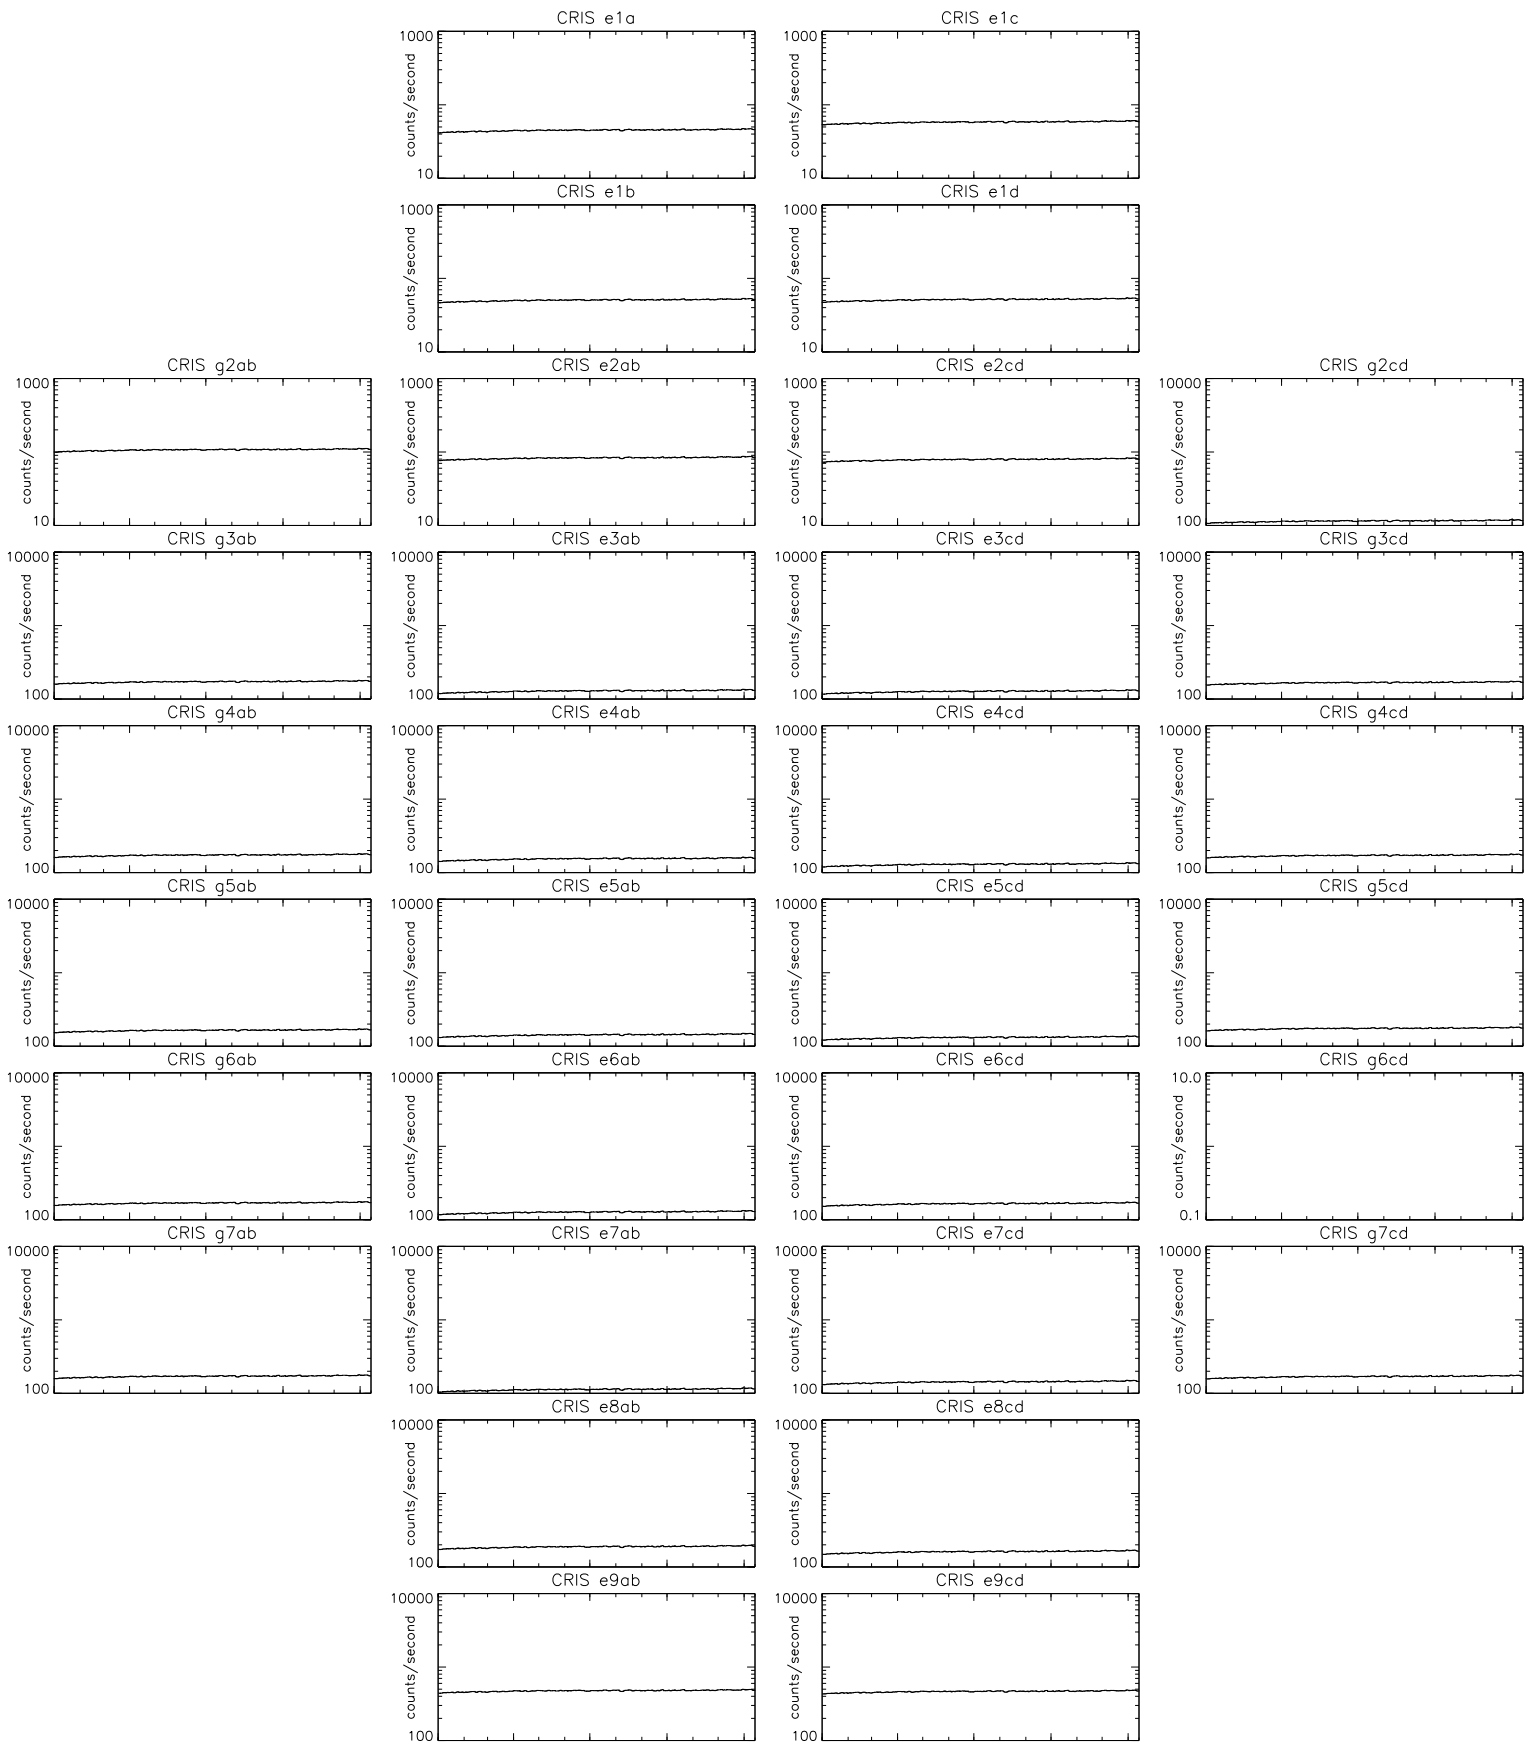 CRIS e1a
1000
counts/second
10
CRIS e1c
1000
counts/second
10
CRIS e1b
1000
counts/second
10
CRIS e1d
1000
counts/second
10
CRIS g2ab
1000
counts/second
10
CRIS e2ab
1000
counts/second
10
CRIS e2cd
1000
counts/second
10
CRIS g2cd
10000
counts/second
100
CRIS g3ab
10000
counts/second
100
CRIS e3ab
10000
counts/second
100
CRIS e3cd
10000
counts/second
100
CRIS g3cd
10000
counts/second
100
CRIS g4ab
10000
counts/second
100
CRIS e4ab
10000
counts/second
100
CRIS e4cd
10000
counts/second
100
CRIS g4cd
10000
counts/second
100
CRIS g5ab
10000
counts/second
100
CRIS e5ab
10000
counts/second
100
CRIS e5cd
10000
counts/second
100
CRIS g5cd
10000
counts/second
100
CRIS g6ab
10000
counts/second
100
CRIS e6ab
10000
counts/second
100
CRIS e6cd
10000
counts/second
100
CRIS g6cd
10.0
counts/second
0.1
CRIS g7ab
10000
counts/second
100
CRIS e7ab
10000
counts/second
100
CRIS e7cd
10000
counts/second
100
CRIS g7cd
10000
counts/second
100
CRIS e8ab
10000
counts/second
100
CRIS e8cd
10000
counts/second
100
CRIS e9ab
10000
counts/second
100
CRIS e9cd
10000
counts/second
100